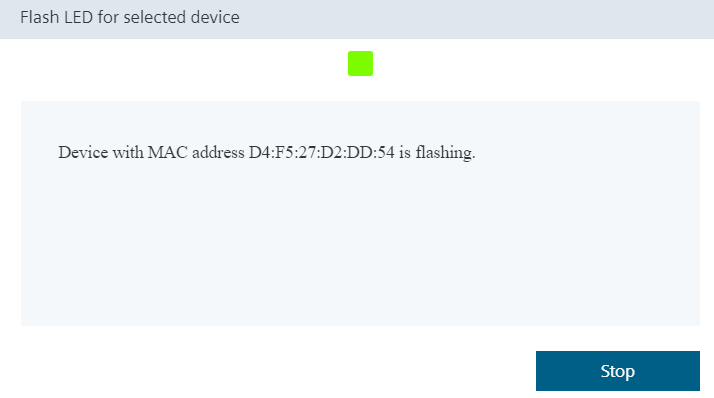 Flash LED for selected device
Device with MAC address D4:F5:27:D2:DD:54 is flashing.
Stop